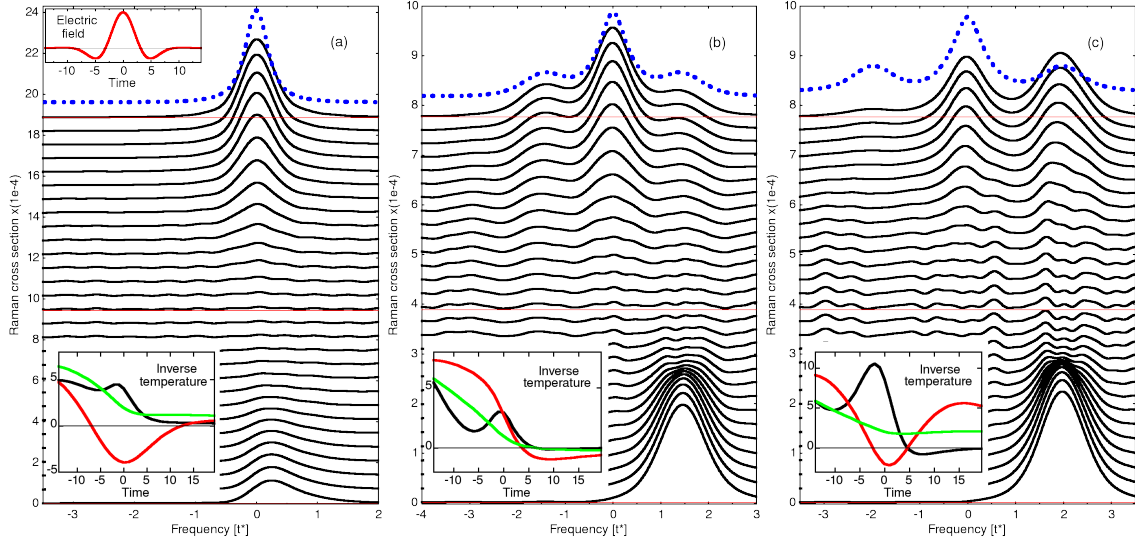 24
22
20
18
16
14
12
10
8
6
4
2
0
Raman cross section x(1e-4)
Electric
field
-10 -5 0 5 10
Time
(a)
5
0
-5
Inverse
temperature
-10 -5 0 5 10 15
Time
-3 -2 -1 0 1 2
Frequency [t*]
10
9
8
7
6
5
4
3
2
1
0
Raman cross section x(1e-4)
(b)
5
0
Inverse
temperature
-10 -5 0 5 10 15
Time
-4 -3 -2 -1 0 1 2 3
Frequency [t*]
10
9
8
7
6
5
4
3
2
1
0
Raman cross section x(1e-4)
(c)
10
5
0
Inverse
temperature
-10 -5 0 5 10 15
Time
-3 -2 -1 0 1 2 3
Frequency [t*]